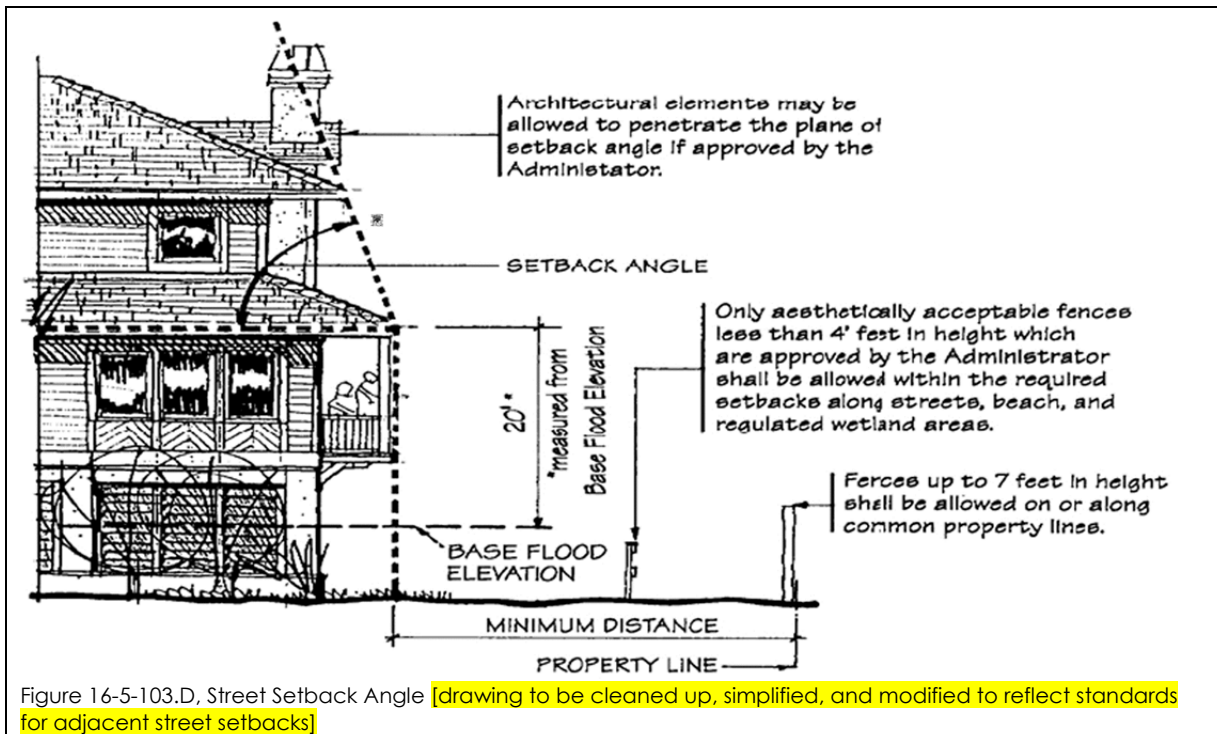 Architectural elements may be
allowed to penetrate the plane of
setback angle if approved by the
Administator.
SETBACK ANGLE
Only aesthetically acceptable fences
less than 4' feet in height which
are approved by the Administrator
shall be allowed within the required
setbacks along streets, beach, and
regulated wetland areas.
20'*
*measured from
Base Flood Elevation
Ferces up to 7 feet in height
shall be allowed on or along
common property lines.
BASE FLOOD
ELEVATION
MINIMUM DISTANCE
PROPERTY LINE
Figure 16-5-103.D, Street Setback Angle [drawing to be cleaned up, simplified, and modified to reflect standards
for adjacent street setbacks]